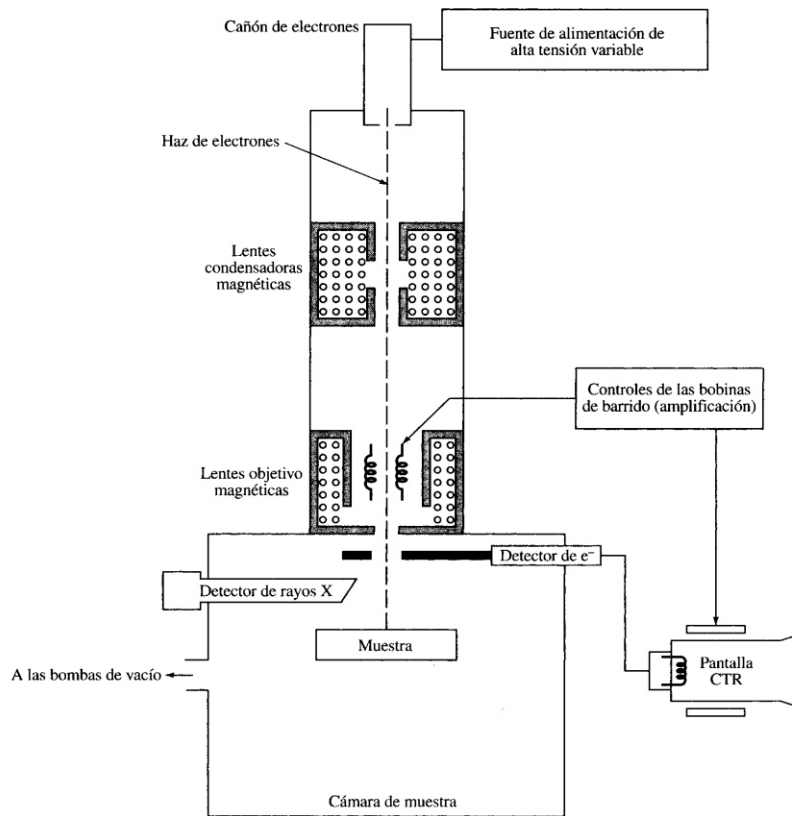 Cañón de electrones
Fuente de alimentación de
alta tensión variable
Haz de electrones
Lentes
condensadoras
magnéticas
Controles de las bobinas
de barrido (amplificación)
Lentes objetivo
magnéticas
Detector de e⁻
Detector de rayos X
Muestra
Pantalla
CTR
A las bombas de vacío
Cámara de muestra